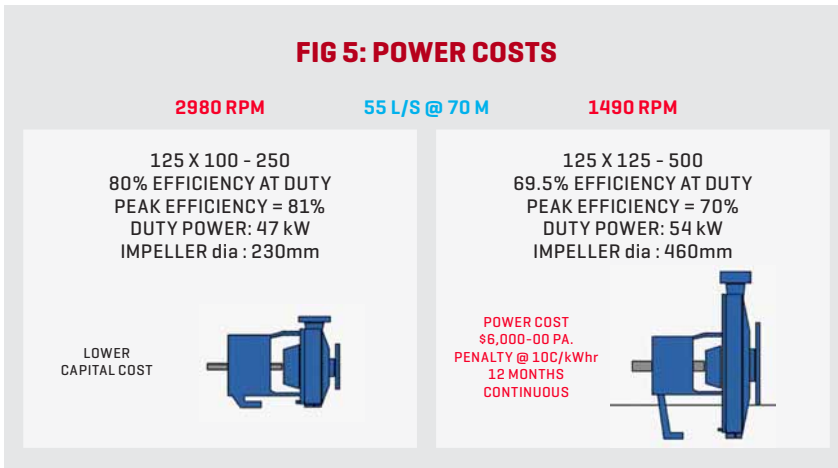 FIG 5: POWER COSTS
2980 RPM
55 L/S @ 70 M
1490 RPM
125 X 100 - 250
80% EFFICIENCY AT DUTY
PEAK EFFICIENCY = 81%
DUTY POWER: 47 kW
IMPELLER dia : 230mm
LOWER
CAPITAL COST
125 X 125 - 500
69.5% EFFICIENCY AT DUTY
PEAK EFFICIENCY = 70%
DUTY POWER: 54 kW
IMPELLER dia : 460mm
POWER COST
$6,000-00 PA.
PENALTY @ 10C/kWhr
12 MONTHS
CONTINUOUS